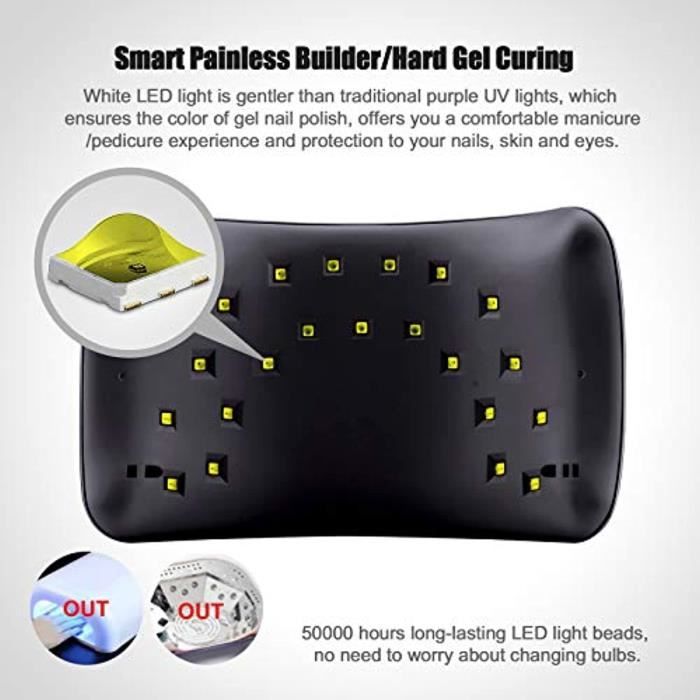 Smart Painless Builder/Hard Gel Curing
White LED light is gentler than traditional purple UV lights, which
ensures the color of gel nail polish, offers you a comfortable manicure
/pedicure experience and protection to your nails, skin and eyes.
OUT
OUT
50000 hours long-lasting LED light beads,
no need to worry about changing bulbs.